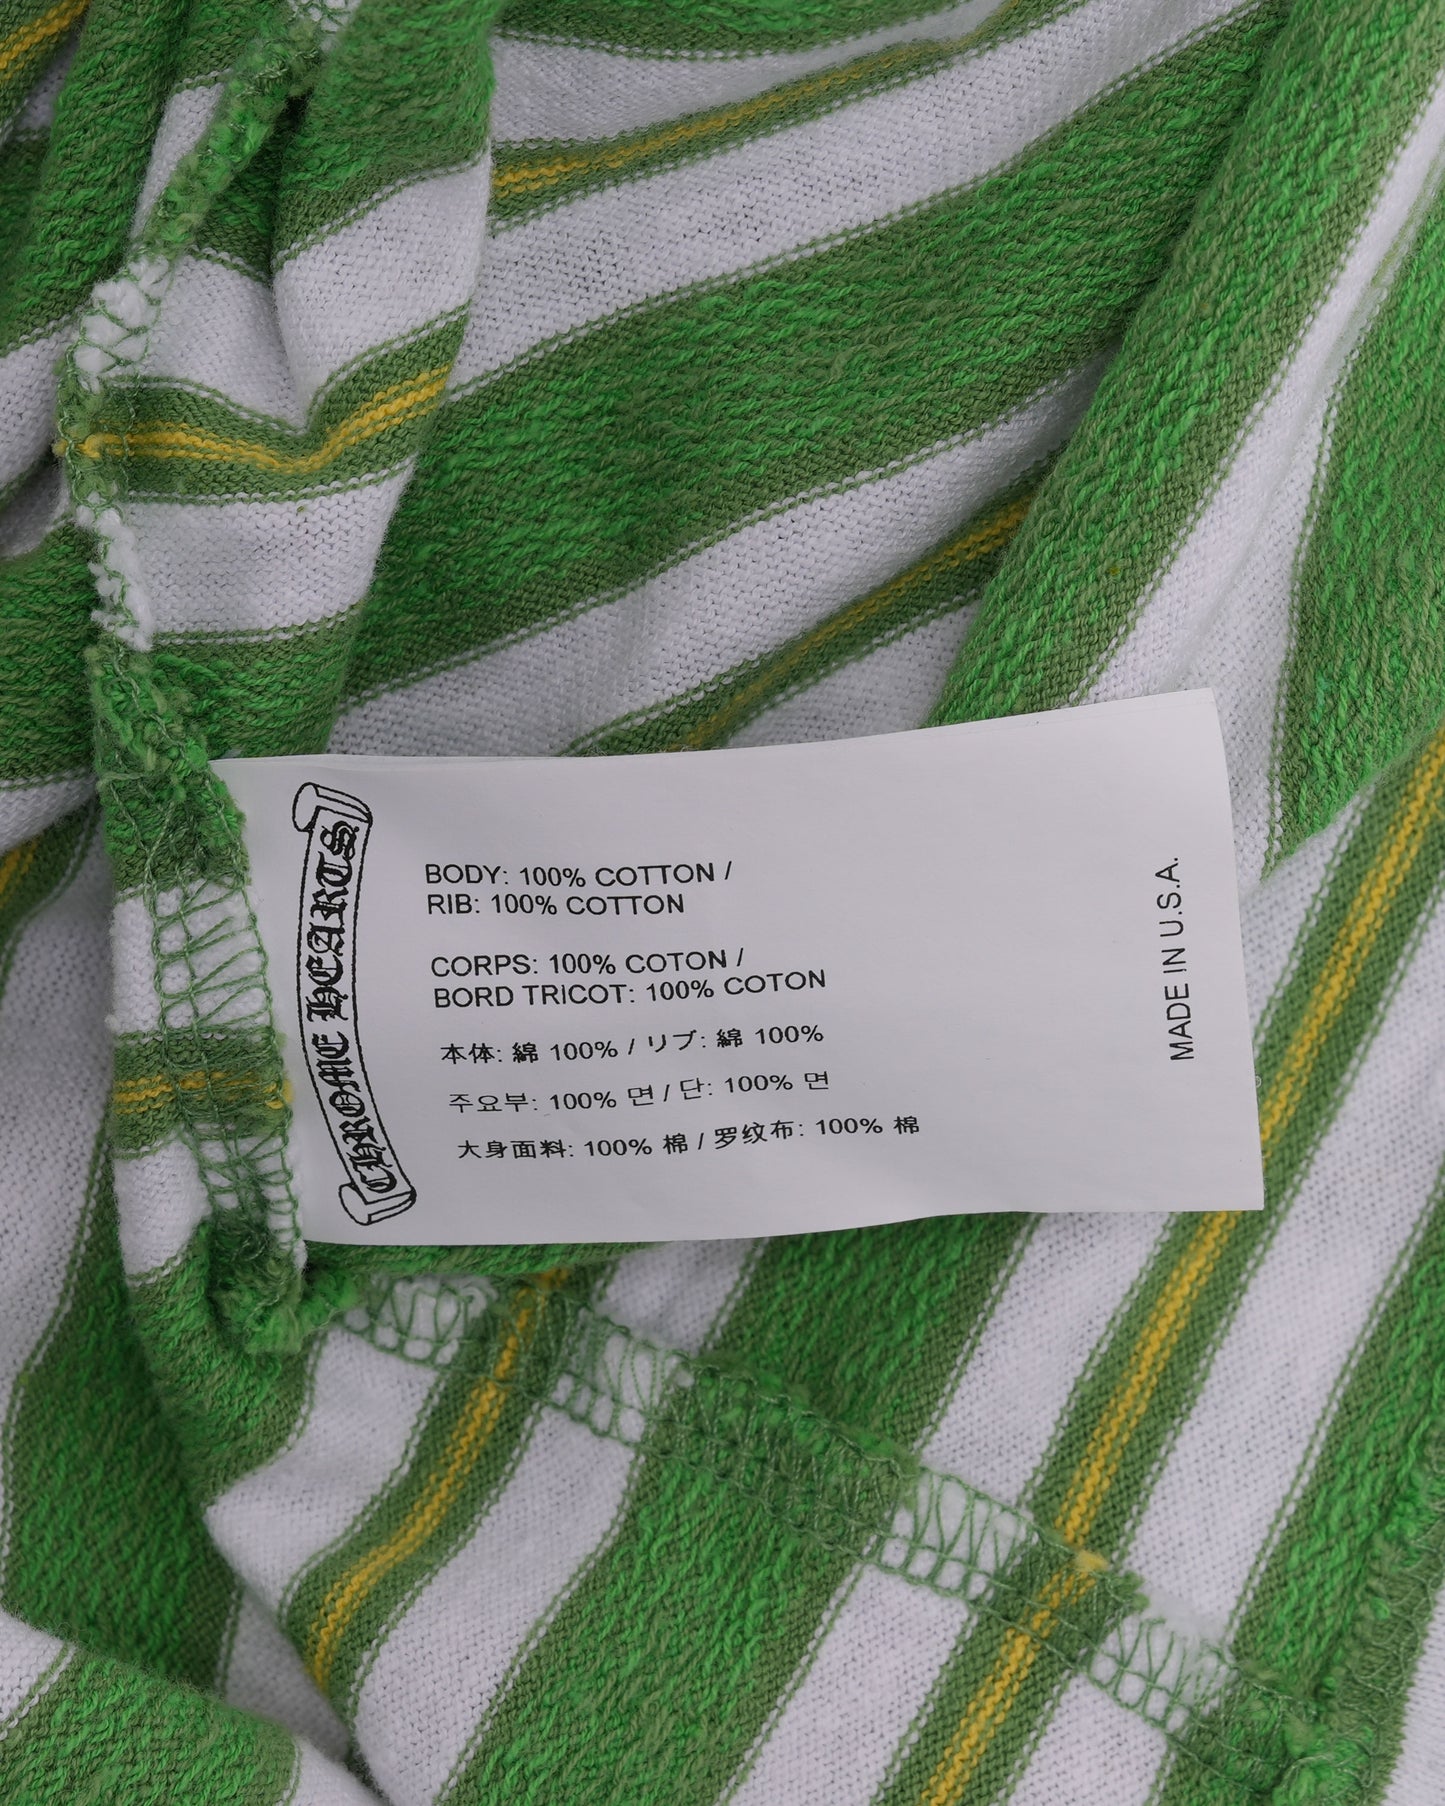 CHROME HEARTS
BODY: 100% COTTON /
RIB: 100% COTTON
CORPS: 100% COTON /
BORD TRICOT: 100% COTON
本体: 綿 100% / リブ: 綿 100%
주요부: 100% 면 / 단: 100% 면
大身面料: 100% 棉 / 罗纹布: 100% 棉
MADE IN U.S.A.